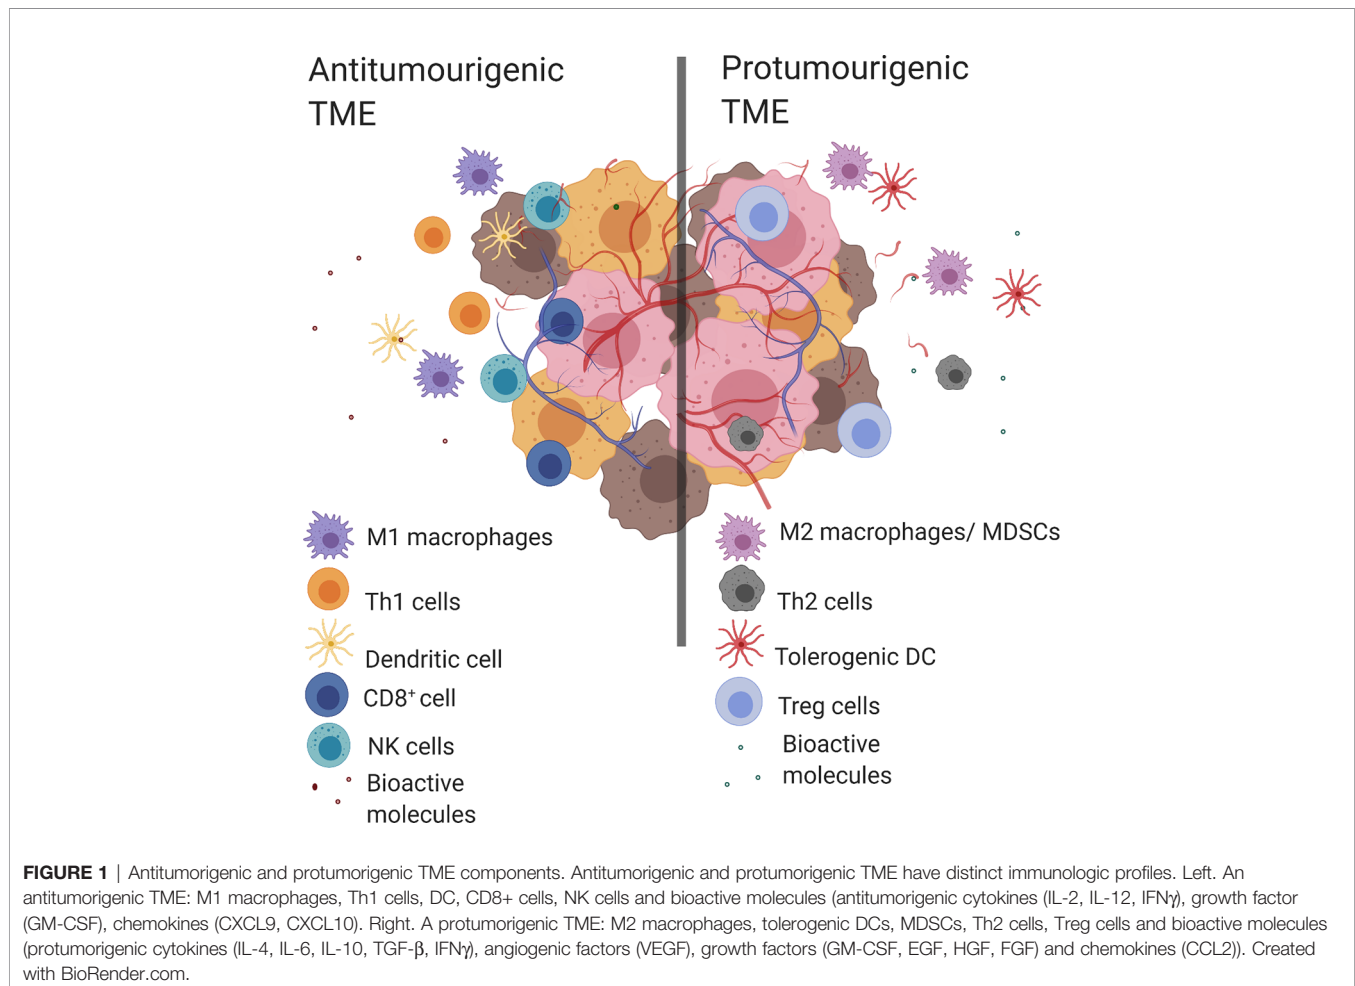 Antitumourigenic
TME
Protumourigenic
TME
M1 macrophages
Th1 cells
Dendritic cell
CD8⁺ cell
NK cells
Bioactive
molecules
M2 macrophages/ MDSCs
Th2 cells
Tolerogenic DC
Treg cells
Bioactive
molecules
FIGURE 1 | Antitumorigenic and protumorigenic TME components. Antitumorigenic and protumorigenic TME have distinct immunologic profiles. Left. An
antitumorigenic TME: M1 macrophages, Th1 cells, DC, CD8+ cells, NK cells and bioactive molecules (antitumorigenic cytokines (IL-2, IL-12, IFNγ), growth factor
(GM-CSF), chemokines (CXCL9, CXCL10). Right. A protumorigenic TME: M2 macrophages, tolerogenic DCs, MDSCs, Th2 cells, Treg cells and bioactive molecules
(protumorigenic cytokines (IL-4, IL-6, IL-10, TGF-β, IFNγ), angiogenic factors (VEGF), growth factors (GM-CSF, EGF, HGF, FGF) and chemokines (CCL2)). Created
with BioRender.com.